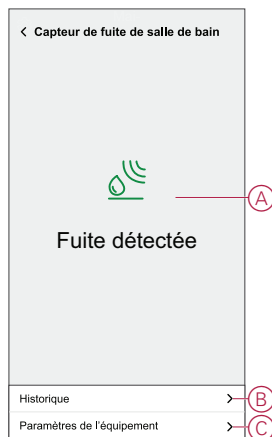 < Capteur de fuite de salle de bain
A
Fuite détectée
Historique > B
Paramètres de l'équipement > C